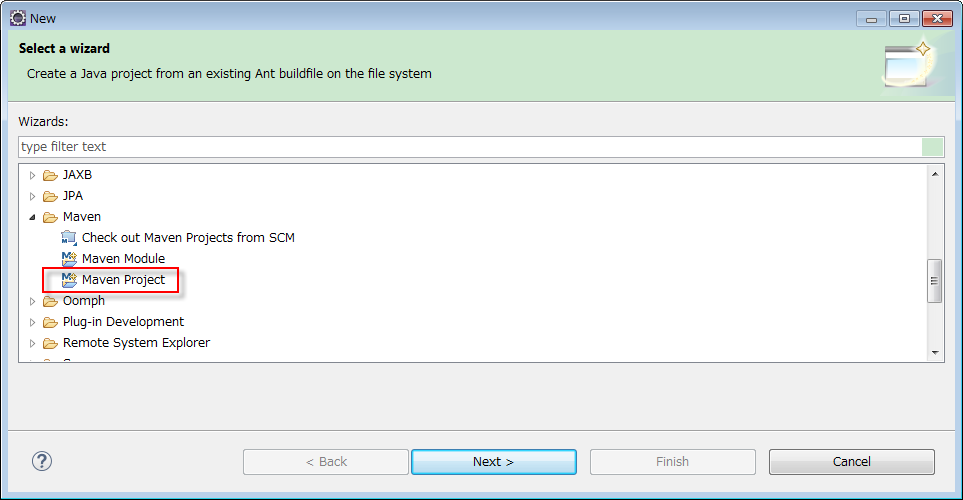 New
Select a wizard
Create a Java project from an existing Ant buildfile on the file system
Wizards:
type filter text
JAXB
JPA
Maven
Check out Maven Projects from SCM
Maven Module
Maven Project
Oomph
Plug-in Development
Remote System Explorer
< Back
Next >
Finish
Cancel